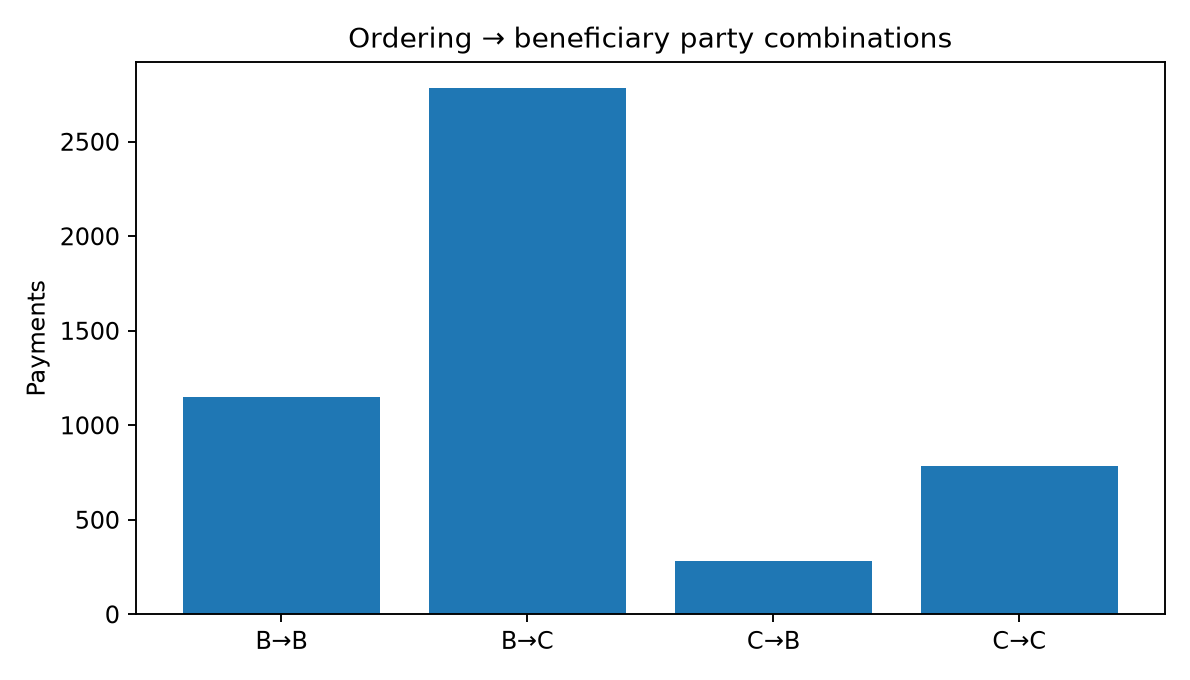 Ordering → beneficiary party combinations
Payments
2500
2000
1500
1000
500
0
B→B B→C C→B C→C